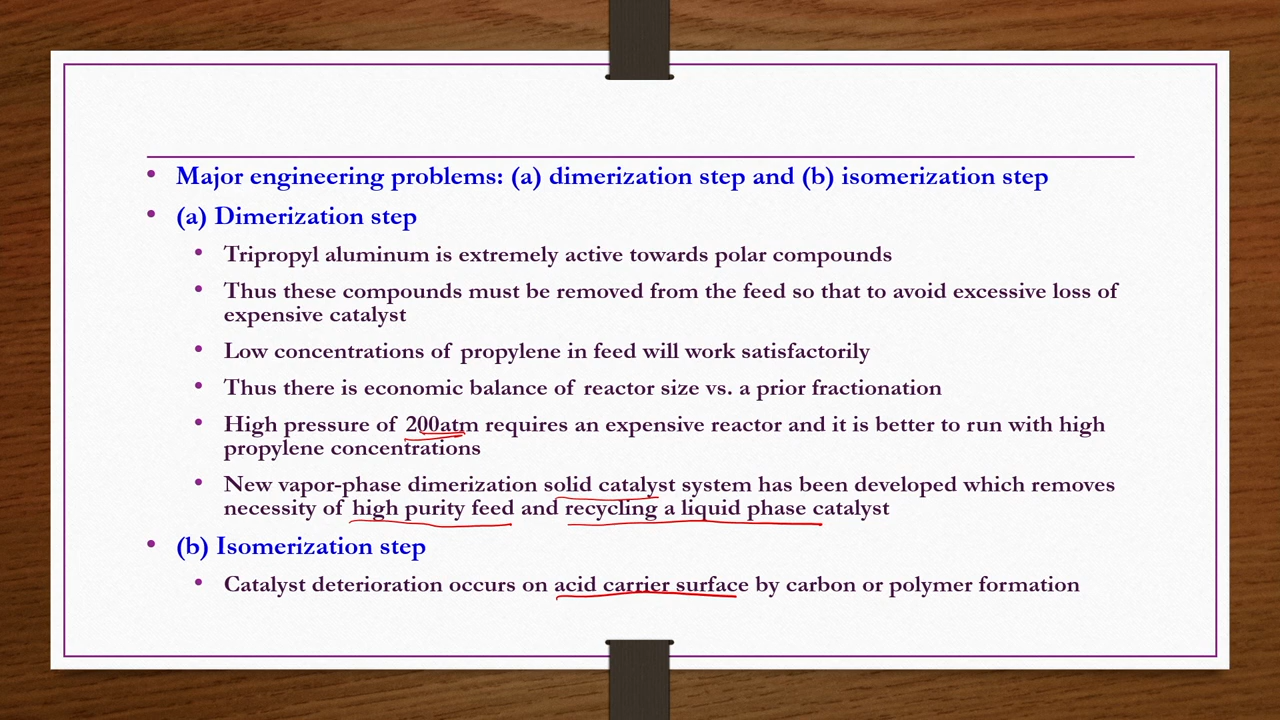 • Major engineering problems: (a) dimerization step and (b) isomerization step
• (a) Dimerization step
• Tripropyl aluminum is extremely active towards polar compounds
• Thus these compounds must be removed from the feed so that to avoid excessive loss of
expensive catalyst
• Low concentrations of propylene in feed will work satisfactorily
• Thus there is economic balance of reactor size vs. a prior fractionation
• High pressure of 200atm requires an expensive reactor and it is better to run with high
propylene concentrations
• New vapor-phase dimerization solid catalyst system has been developed which removes
necessity of high purity feed and recycling a liquid phase catalyst
• (b) Isomerization step
• Catalyst deterioration occurs on acid carrier surface by carbon or polymer formation